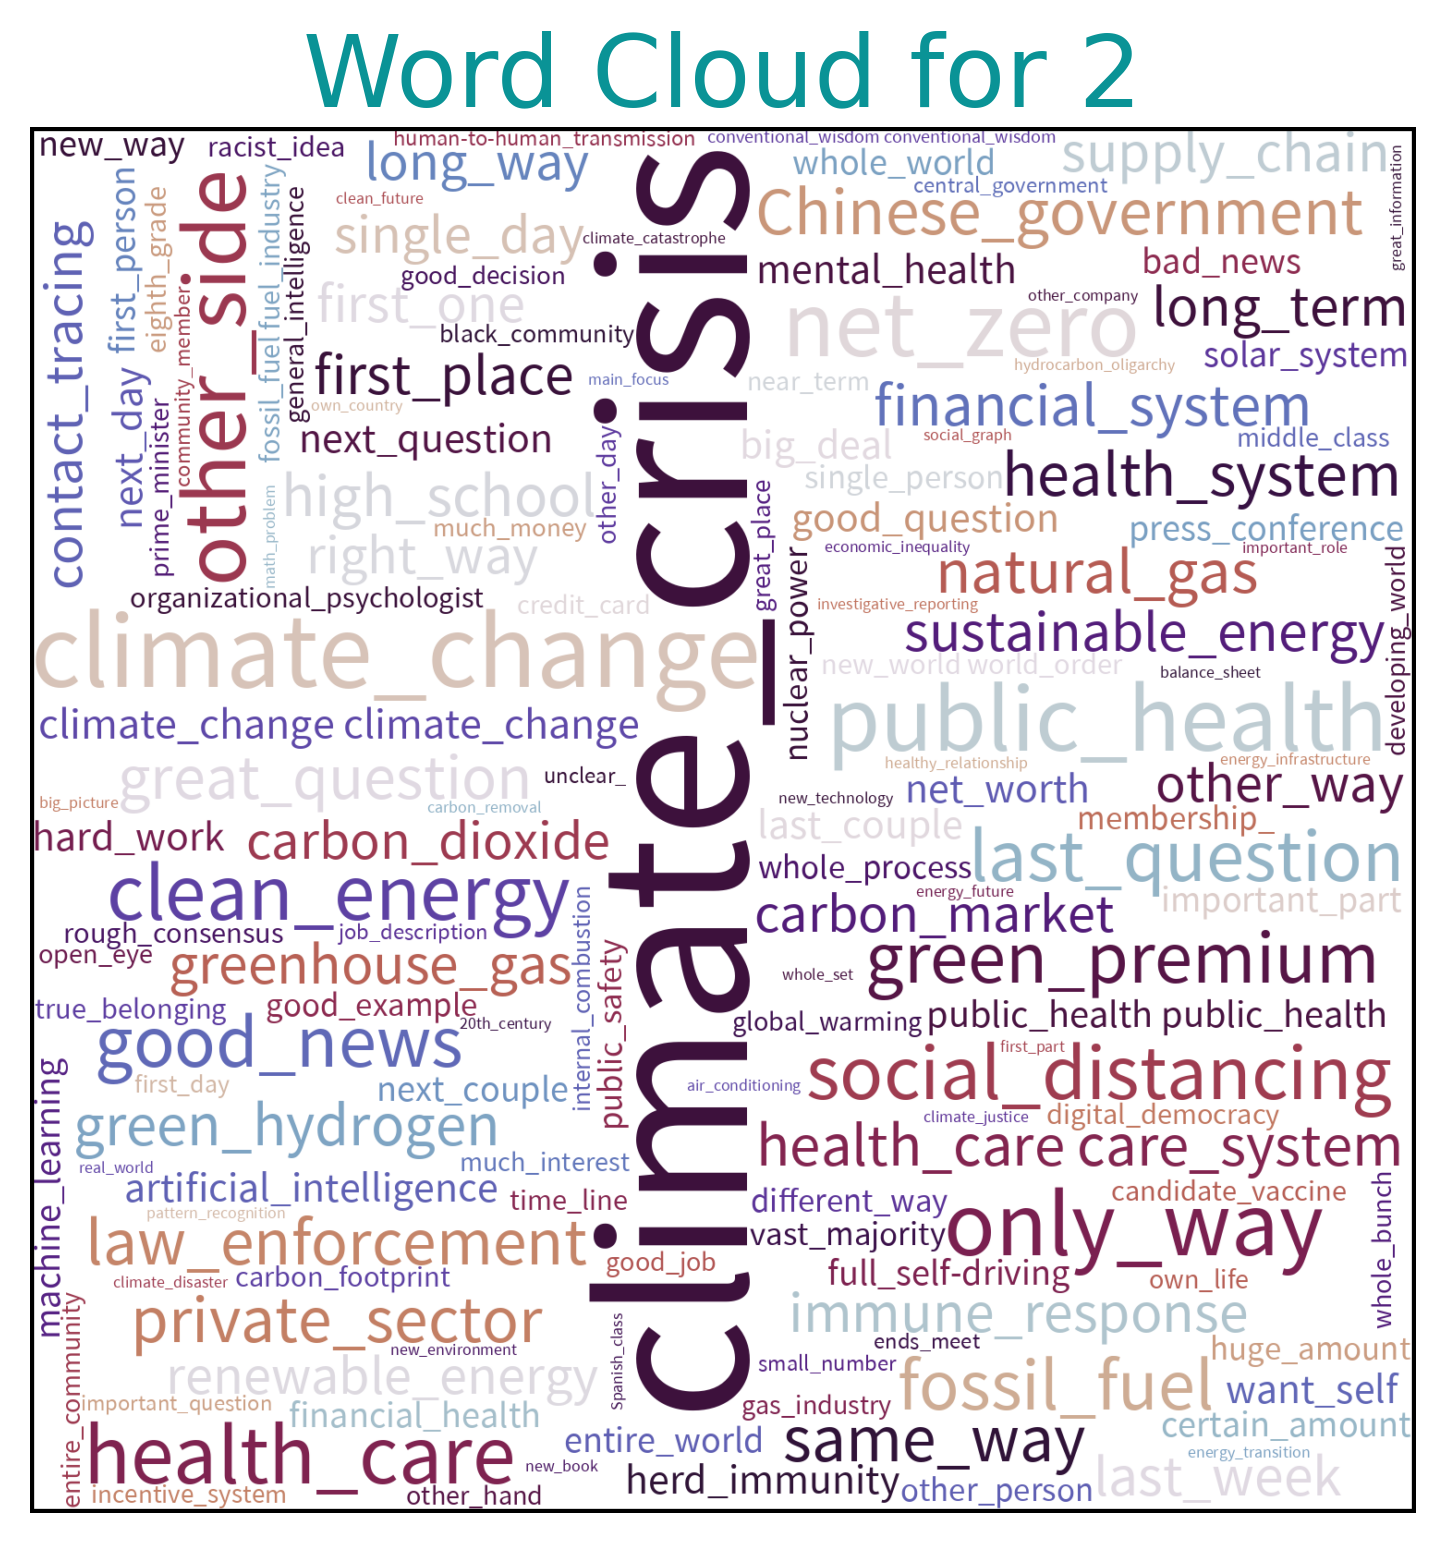 Word Cloud for 2
new_way
racist_idea
human-to-human_transmission
conventional_wisdom conventional_wisdom
long_way
whole_world
supply_chain
central_government
great_information
first_person
eighth_grade
other_side
fossil_fuel fuel_industry
general_intelligence
clean_future
single_day
climate_catastrophe
Chinese_government
contact_tracing
good_decision
mental_health
bad_news
first_one
other_company
long_term
net_zero
black_community
community_member
solar_system
hydrocarbon_oligarchy
first_place
main_focus
near_term
next_day
own_country
financial_system
prime_minister
next_question
other_day
big_deal
social_graph
middle_class
high_school
single_person
health_system
math_problem
much_money
great_place
good_question
press_conference
right_way
economic_inequality
important_role
nuclear_power
natural_gas
developing_world
organizational_psychologist
credit_card
investigative_reporting
climate_change
climate_crisis
sustainable_energy
new_world world_order
balance_sheet
climate_change climate_change
public_health
great_question
unclear_
healthy_relationship
energy_infrastructure
big_picture
carbon_removal
new_technology
net_worth
other_way
hard_work
carbon_dioxide
last_couple
membership_
last_question
clean_energy
whole_process
energy_future
important_part
carbon_market
rough_consensus
job_description
internal_combustion
open_eye
greenhouse_gas
public_safety
whole_set
green_premium
true_belonging
good_example
20th_century
global_warming
public_health public_health
good_news
first_part
machine_learning
first_day
next_couple
air_conditioning
social_distancing
green_hydrogen
climate_justice
digital_democracy
real_world
much_interest
health_care care_system
artificial_intelligence
time_line
different_way
candidate_vaccine
whole_bunch
pattern_recognition
law_enforcement
vast_majority
only_way
good_job
climate_disaster
carbon_footprint
full_self-driving
own_life
entire_community
private_sector
immune_response
new_environment
spanish_class
ends_meet
huge_amount
renewable_energy
small_number
fossil_fuel
want_self
important_question
financial_health
gas_industry
certain_amount
health_care
entire_world
same_way
energy_transition
new_book
incentive_system
other_hand
herd_immunity
other_person
last_week